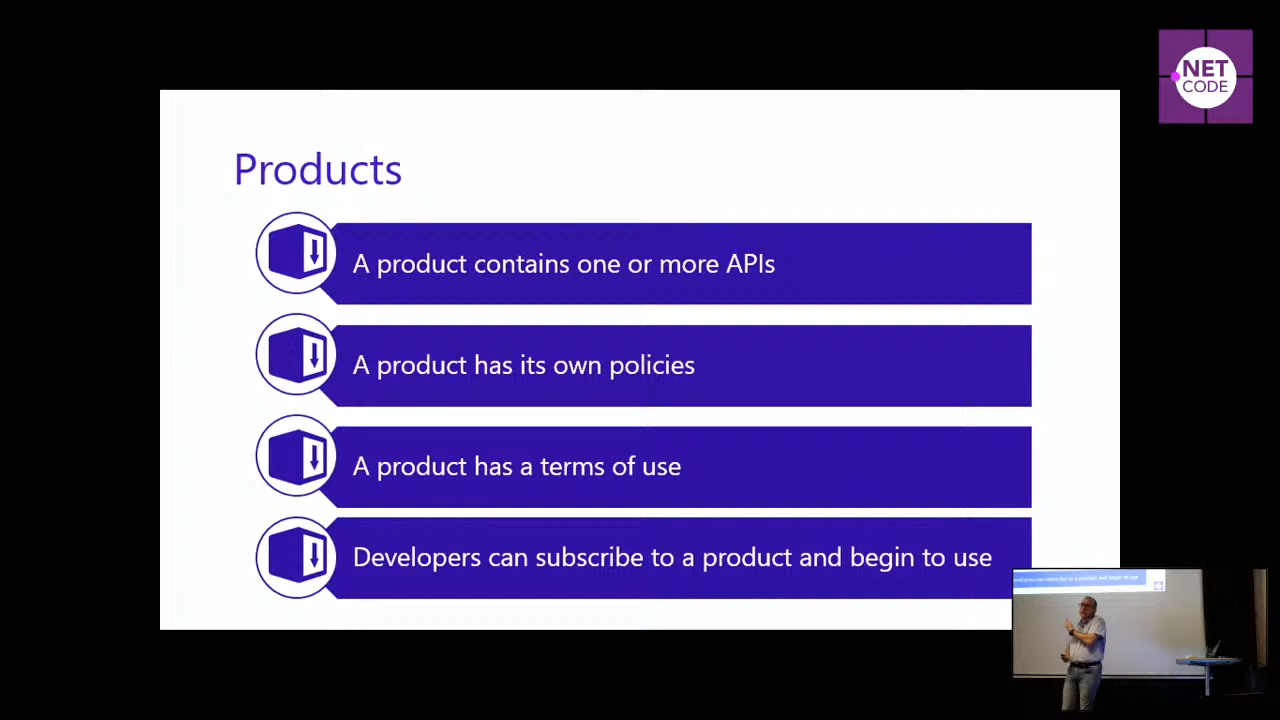 NET
CODE
Products
A product contains one or more APIs
A product has its own policies
A product has a terms of use
Developers can subscribe to a product and begin to use